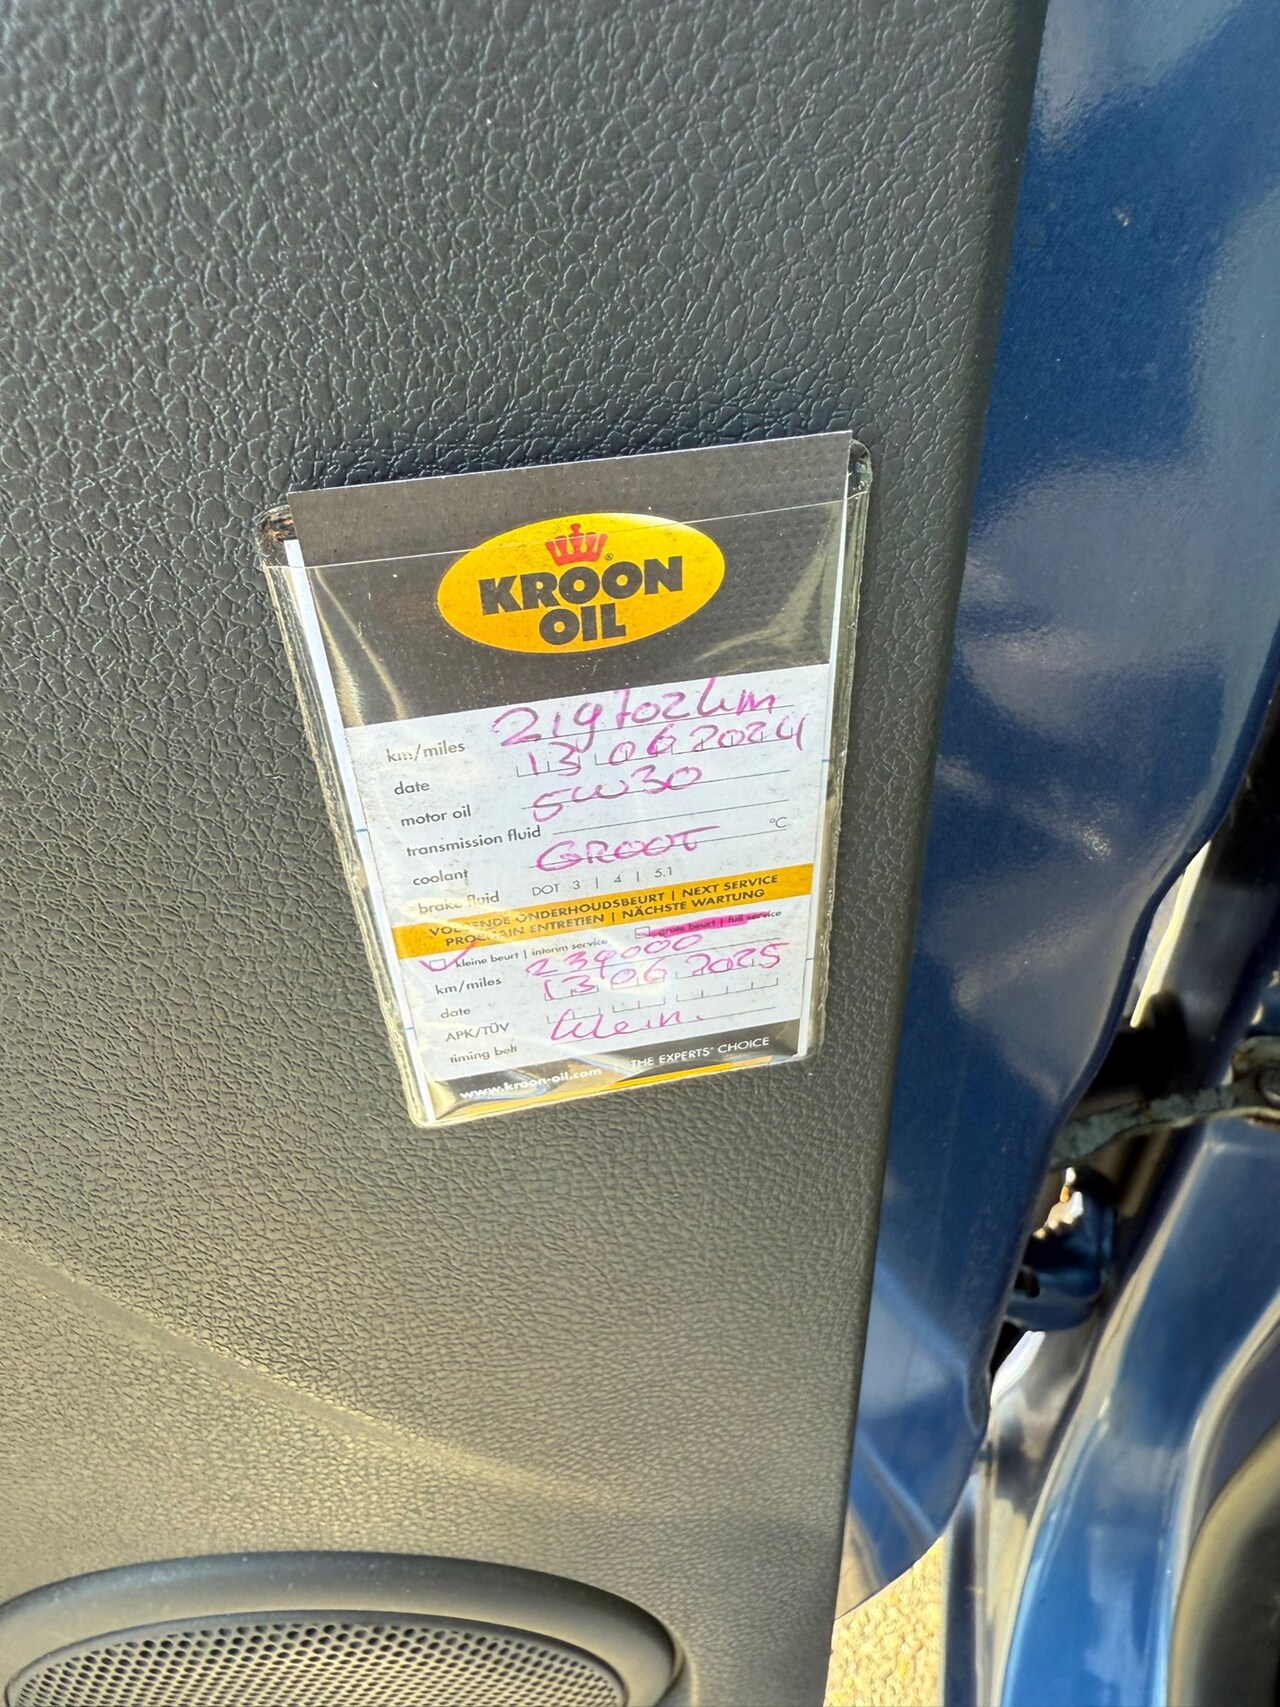 KROON
OIL
km/miles 219702 km
date 13 06 2024
motor oil 5W30
transmission fluid °C
coolant GROOT
brake fluid DOT 3 | 4 | 5.1
VOLGENDE ONDERHOUDSBEURT | NEXT SERVICE
PROCHAIN ENTRETIEN | NÄCHSTE WARTUNG
kleine beurt | interim service grote beurt | full service
km/miles 239000
date 13 06 2025
APK/TÜV
timing belt Klein.
www.kroon-oil.com THE EXPERTS' CHOICE